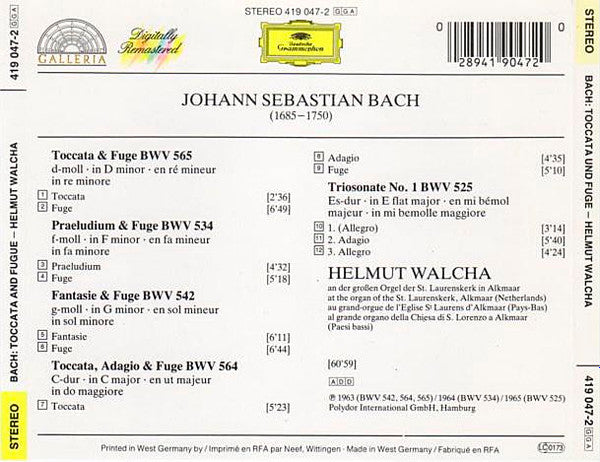 STEREO 419 047-2 GGA
419 047-2 GGA
BACH: TOCCATA AND FUGUE – HELMUT WALCHA
STEREO
GALLERIA
Digitally
Remastered
Deutsche
Grammophon
0 0
28941 90472
JOHANN SEBASTIAN BACH
(1685–1750)
Toccata & Fuge BWV 565
d-moll · in D minor · en ré mineur
in re minore
1 Toccata [2'36]
2 Fuge [6'49]
Praeludium & Fuge BWV 534
f-moll · in F minor · en fa mineur
in fa minore
3 Praeludium [4'32]
4 Fuge [5'18]
Fantasie & Fuge BWV 542
g-moll · in G minor · en sol mineur
in sol minore
5 Fantasie [6'11]
6 Fuge [6'44]
Toccata, Adagio & Fuge BWV 564
C-dur · in C major · en ut majeur
in do maggiore
7 Toccata [5'23]
8 Adagio [4'35]
9 Fuge [5'10]
Triosonate No. 1 BWV 525
Es-dur · in E flat major · en mi bémol
majeur · in mi bemolle maggiore
10 1. (Allegro) [3'14]
11 2. Adagio [5'40]
12 3. Allegro [4'24]
HELMUT WALCHA
an der großen Orgel der St. Laurenskerk in Alkmaar
at the organ of the St. Laurenskerk, Alkmaar (Netherlands)
au grand-orgue de l'Eglise St Laurens d'Alkmaar (Pays-Bas)
al grande organo della Chiesa di S. Lorenzo a Alkmaar
(Paesi bassi)
[60'59]
ADD
℗ 1963 (BWV 542, 564, 565) / 1964 (BWV 534) / 1965 (BWV 525)
Polydor International GmbH, Hamburg
Printed in West Germany by / Imprimé en RFA par Neef, Wittingen · Made in West Germany / Fabriqué en RFA
LC 0173
STEREO
BACH: TOCCATA UND FUGE – HELMUT WALCHA
419 047-2 GGA